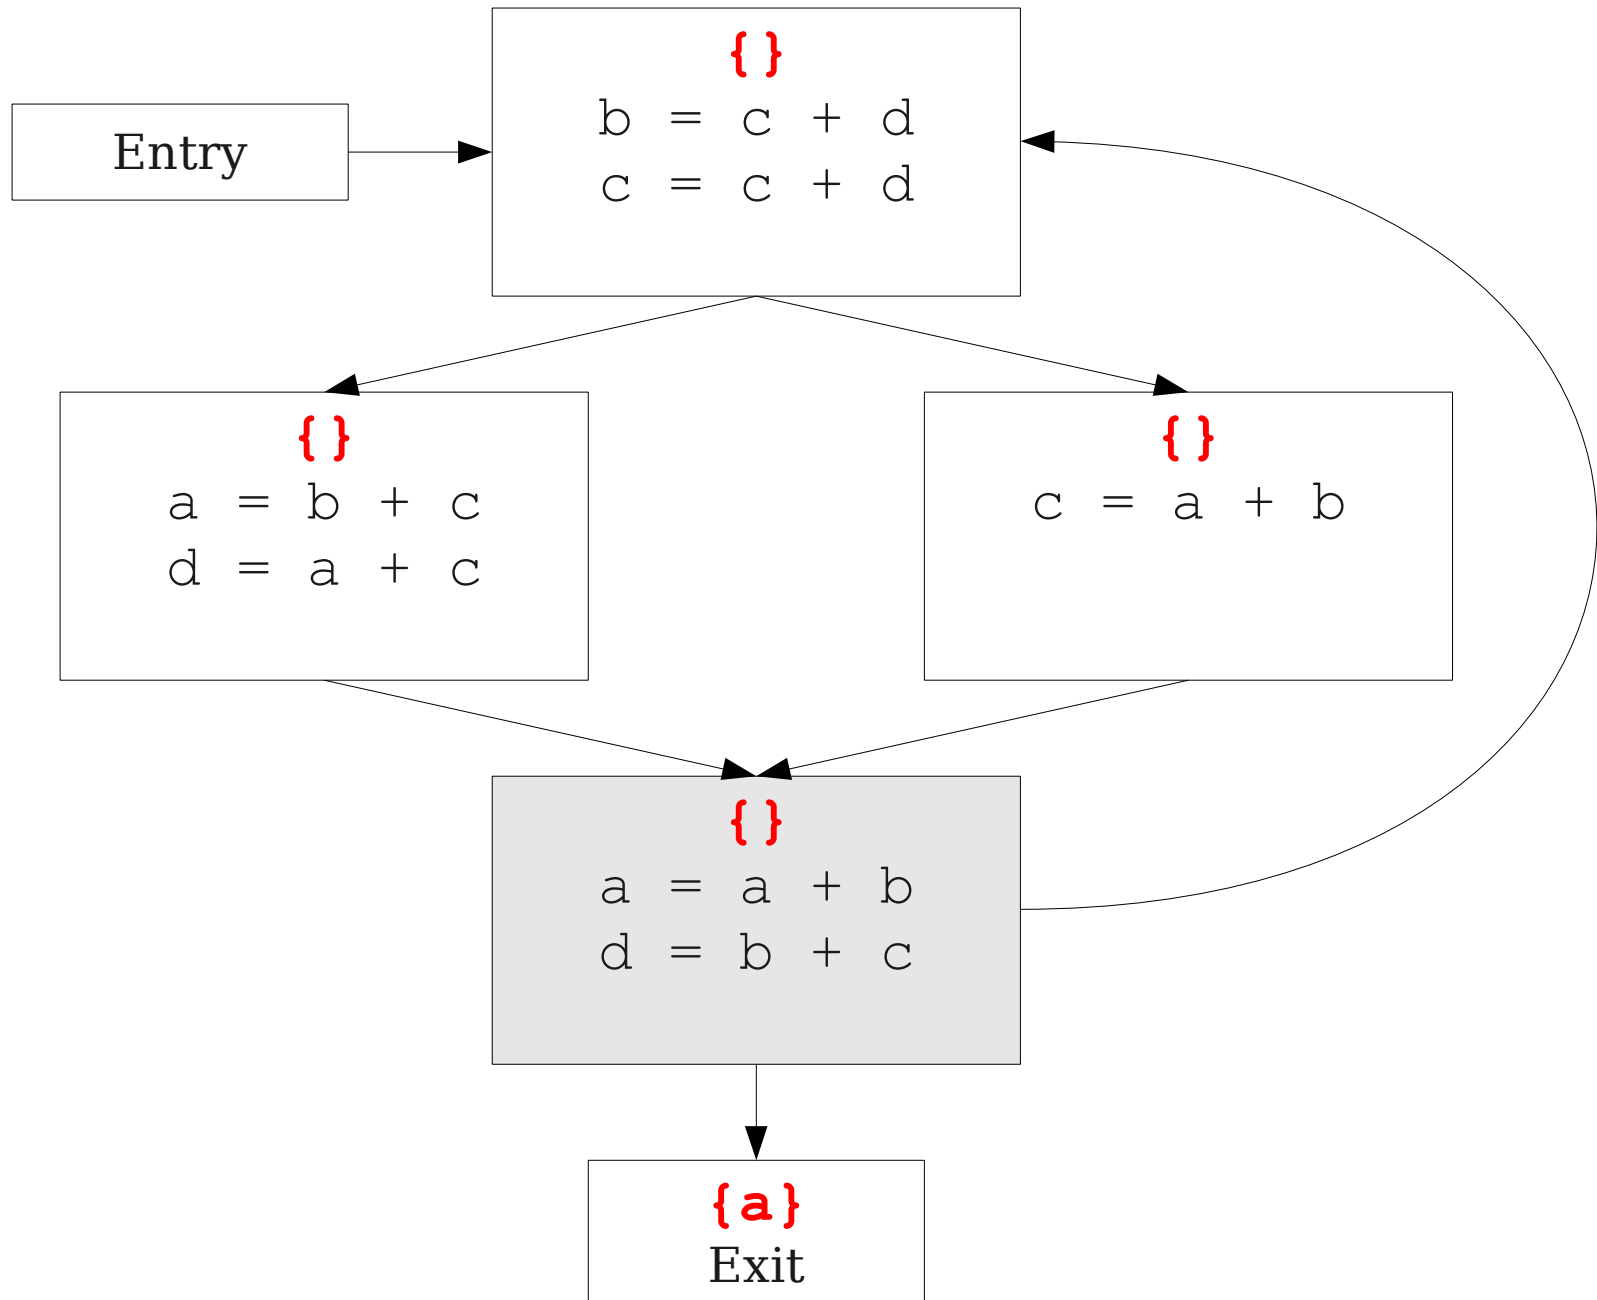 {}
b = c + d
c = c + d
Entry
{}
a = b + c
d = a + c
{}
c = a + b
{}
a = a + b
d = b + c
{a}
Exit